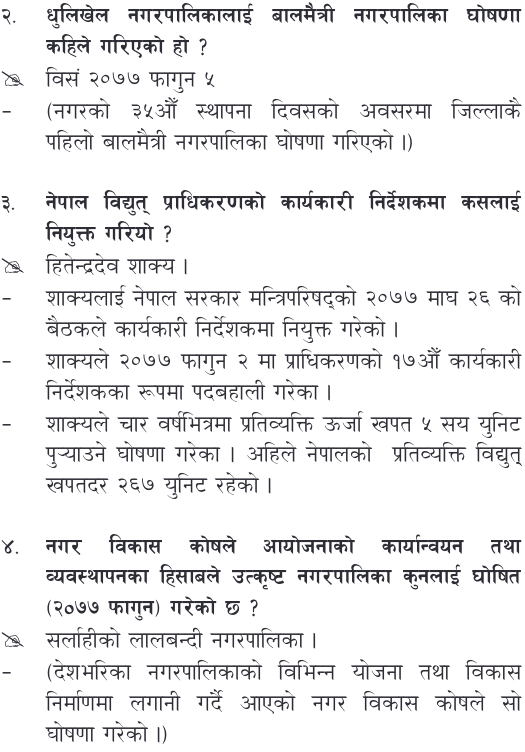 २. धुलिखेल नगरपालिकालाई बालमैत्री नगरपालिका घोषणा
कहिले गरिएको हो ?
विसं २०७७ फागुन ५
– (नगरको ३५औँ स्थापना दिवसको अवसरमा जिल्लाकै
पहिलो बालमैत्री नगरपालिका घोषणा गरिएको ।)
३. नेपाल विद्युत् प्राधिकरणको कार्यकारी निर्देशकमा कसलाई
नियुक्त गरियो ?
हितेन्द्रदेव शाक्य ।
– शाक्यलाई नेपाल सरकार मन्त्रिपरिषद्को २०७७ माघ २६ को
बैठकले कार्यकारी निर्देशकमा नियुक्त गरेको ।
– शाक्यले २०७७ फागुन २ मा प्राधिकरणको १७औँ कार्यकारी
निर्देशकका रूपमा पदबहाली गरेका ।
– शाक्यले चार वर्षभित्रमा प्रतिव्यक्ति ऊर्जा खपत ५ सय युनिट
पुऱ्याउने घोषणा गरेका । अहिले नेपालको प्रतिव्यक्ति विद्युत्
खपतदर २६७ युनिट रहेको ।
४. नगर विकास कोषले आयोजनाको कार्यान्वयन तथा
व्यवस्थापनका हिसाबले उत्कृष्ट नगरपालिका कुनलाई घोषित
(२०७७ फागुन) गरेको छ ?
सर्लाहीको लालबन्दी नगरपालिका ।
– (देशभरिका नगरपालिकाको विभिन्न योजना तथा विकास
निर्माणमा लगानी गर्दै आएको नगर विकास कोषले सो
घोषणा गरेको ।)